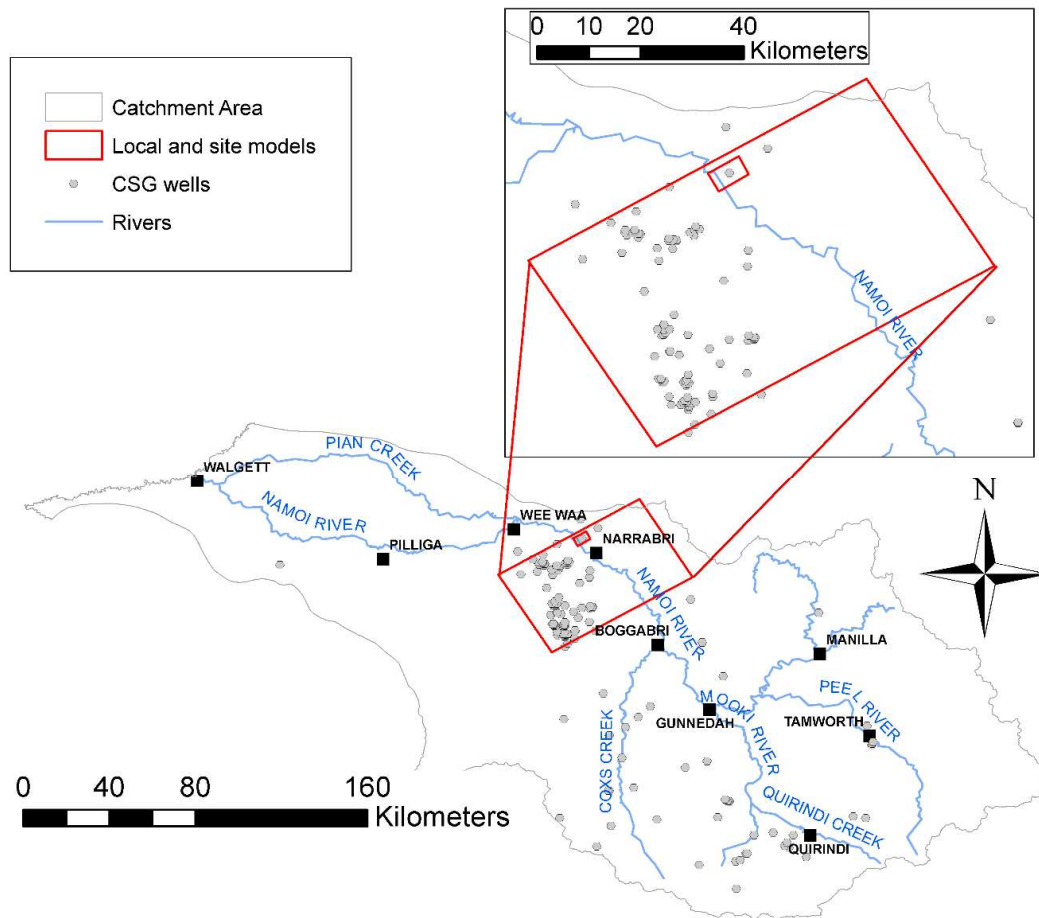 0 10 20 40
Kilometers
Catchment Area
Local and site models
CSG wells
Rivers
NAMOI RIVER
PIAN CREEK
WALGETT
NAMOI RIVER
WEE WAA
PILLIGA
NARRABRI
N
NAMOI RIVER
BOGGABRI
MANILLA
MOOKI RIVER
PEEL RIVER
GUNNEDAH
TAMWORTH
COXS CREEK
0 40 80 160
Kilometers
QUIRINDI CREEK
QUIRINDI